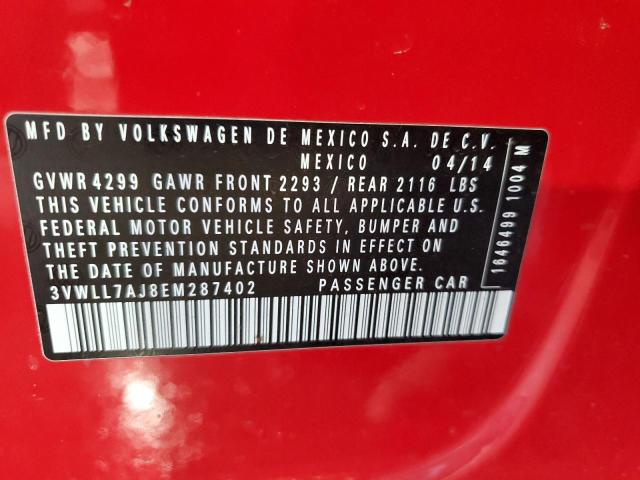 MFD BY VOLKSWAGEN DE MEXICO S.A. DE C.V.
MEXICO 04/14
GVWR 4299 GAWR FRONT 2293 / REAR 2116 LBS
THIS VEHICLE CONFORMS TO ALL APPLICABLE U.S.
FEDERAL MOTOR VEHICLE SAFETY, BUMPER AND
THEFT PREVENTION STANDARDS IN EFFECT ON
THE DATE OF MANUFACTURE SHOWN ABOVE.
3VWLL7AJ8EM287402 PASSENGER CAR
1646499 1004 M